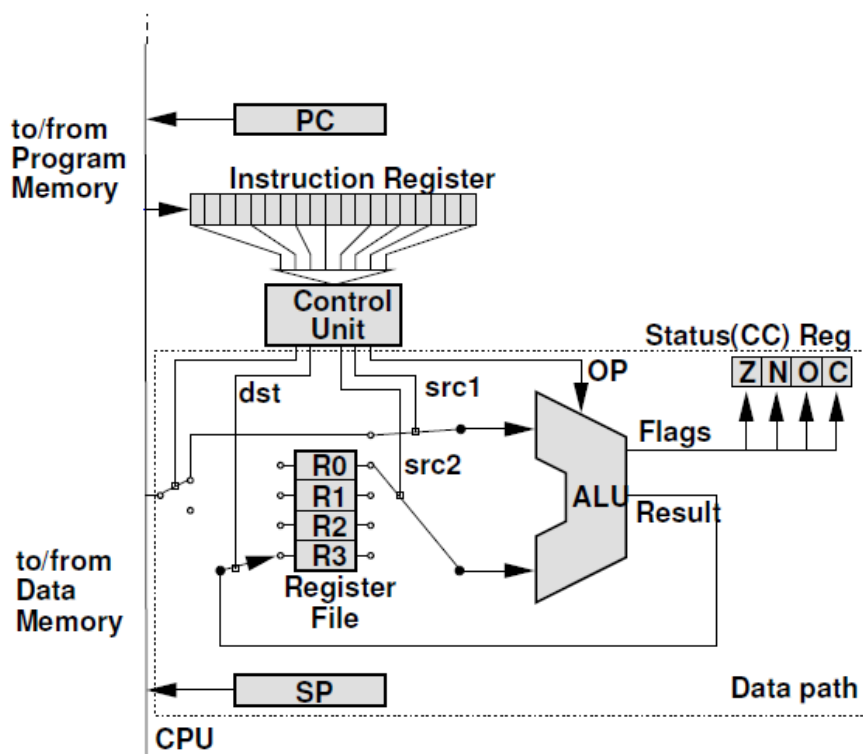 PC
to/from
Program
Memory
Instruction Register
Control
Unit
Status(CC) Reg
Z N O C
OP
dst
src1
Flags
src2
R0
R1
R2
R3
ALU
Result
Register
File
to/from
Data
Memory
SP
Data path
CPU